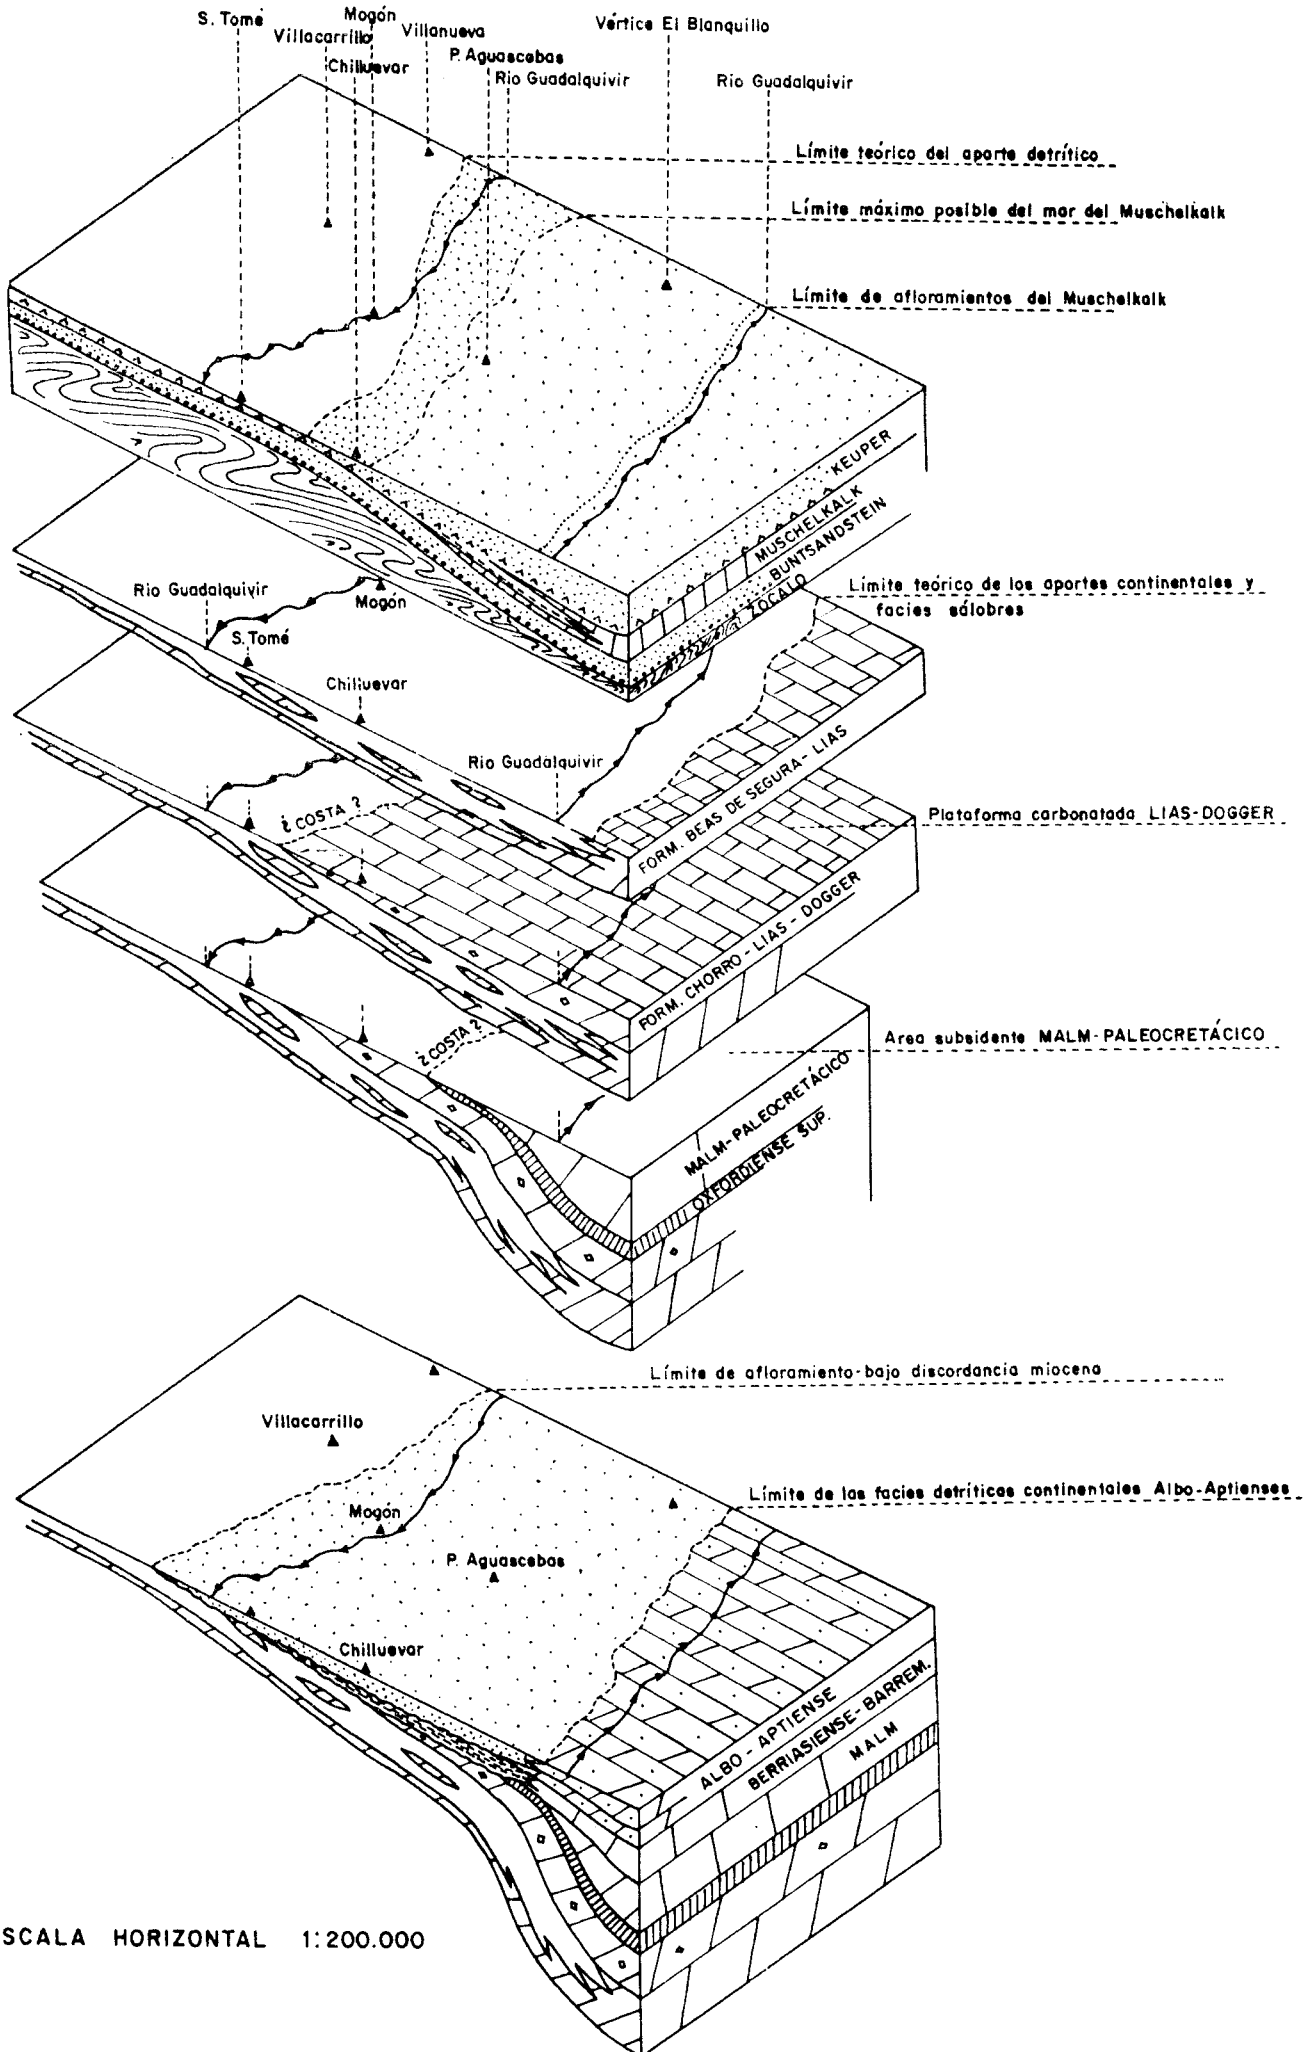 S. Tomé
Mogón
Villacarrillo
Villanueva
Vértice El Blanquillo
Chilluevar
P. Aguascebas
Rio Guadalquivir
Rio Guadalquivir
Límite teórico del aporte detrítico
Límite máximo posible del mar del Muschelkalk
Límite de afloramientos del Muschelkalk
KEUPER
MUSCHELKALK
BUNTSANDSTEIN
ZOCALO
Límite teórico de los aportes continentales y
facies sálobres
Rio Guadalquivir
Mogón
S. Tomé
Chilluevar
Rio Guadalquivir
FORM. BEAS DE SEGURA - LIAS
¿ COSTA ?
Plataforma carbonatada LIAS-DOGGER
FORM. CHORRO - LIAS - DOGGER
¿ COSTA ?
Area subsidente MALM-PALEOCRETÁCICO
MALM-PALEOCRETÁCICO
OXFORDIENSE SUP.
Límite de afloramiento-bajo discordancia miocena
Villacarrillo
Límite de las facies detríticas continentales Albo-Aptienses
Mogón
P. Aguascebas
Chilluevar
ALBO - APTIENSE
BERRIASIENSE - BARREM.
MALM
SCALA HORIZONTAL 1:200.000